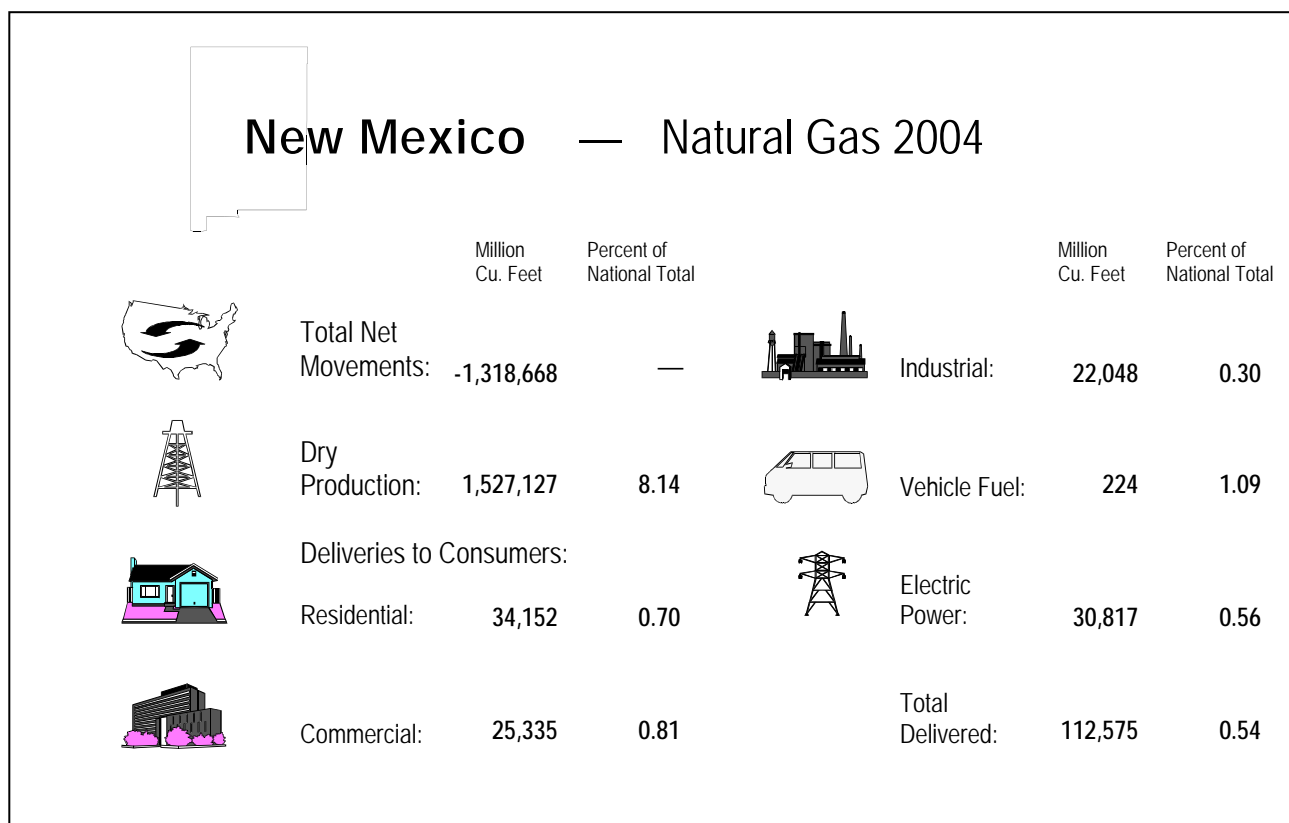 New Mexico — Natural Gas 2004
Million
Cu. Feet
Percent of
National Total
Total Net
Movements: -1,318,668 —
Dry
Production: 1,527,127 8.14
Deliveries to Consumers:
Residential: 34,152 0.70
Commercial: 25,335 0.81
Million
Cu. Feet
Percent of
National Total
Industrial: 22,048 0.30
Vehicle Fuel: 224 1.09
Electric
Power: 30,817 0.56
Total
Delivered: 112,575 0.54